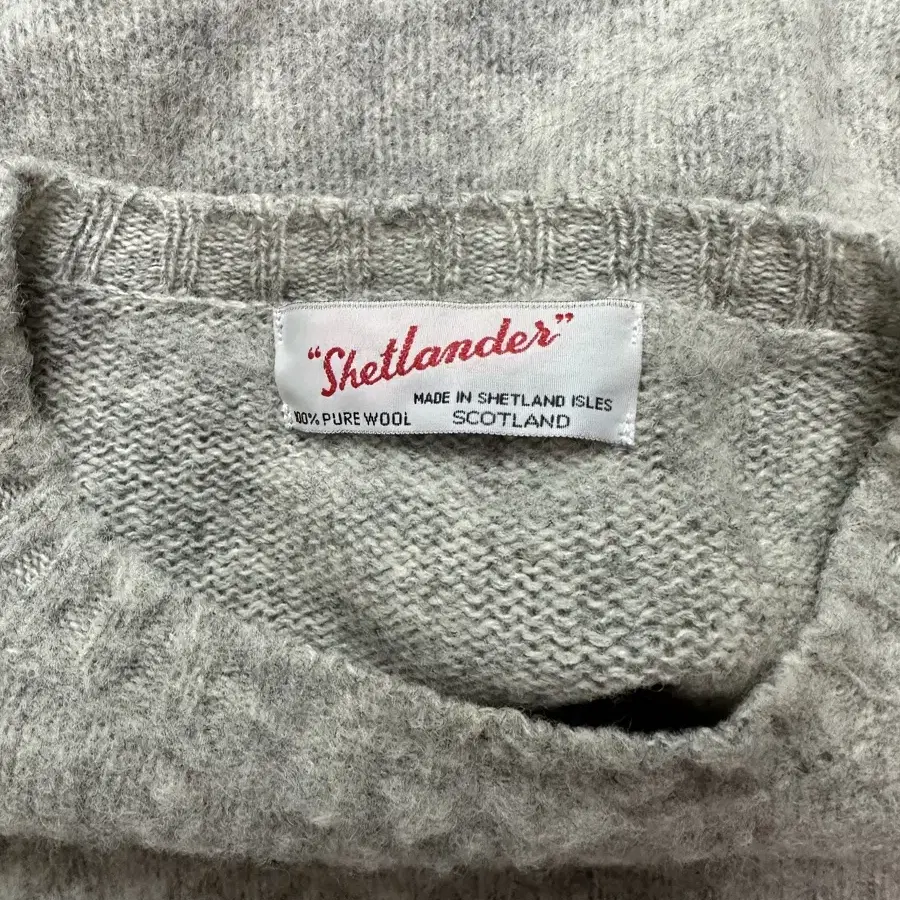 "Shetlander"
MADE IN SHETLAND ISLES
100% PURE WOOL SCOTLAND